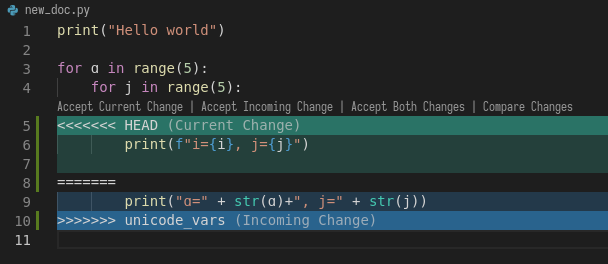 new_doc.py
1 print("Hello world")
2
3 for ɑ in range(5):
4 for j in range(5):
Accept Current Change | Accept Incoming Change | Accept Both Changes | Compare Changes
5 <<<<<<< HEAD (Current Change)
6 print(f"i={i}, j={j}")
7
8 =======
9 print("ɑ=" + str(ɑ)+", j=" + str(j))
10 >>>>>>> unicode_vars (Incoming Change)
11